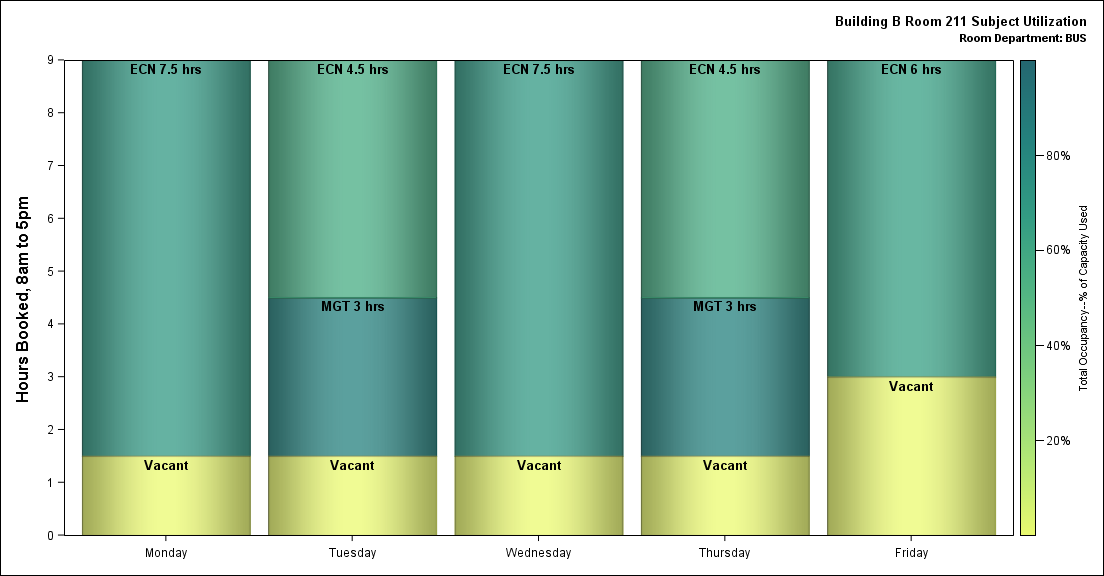 Building B Room 211 Subject Utilization
Room Department: BUS
9
8
7
6
5
4
3
2
1
0
Hours Booked, 8am to 5pm
ECN 7.5 hrs
ECN 4.5 hrs
ECN 7.5 hrs
ECN 4.5 hrs
ECN 6 hrs
MGT 3 hrs
MGT 3 hrs
Vacant
Vacant
Vacant
Vacant
Vacant
Monday
Tuesday
Wednesday
Thursday
Friday
80%
60%
40%
20%
Total Occupancy--% of Capacity Used